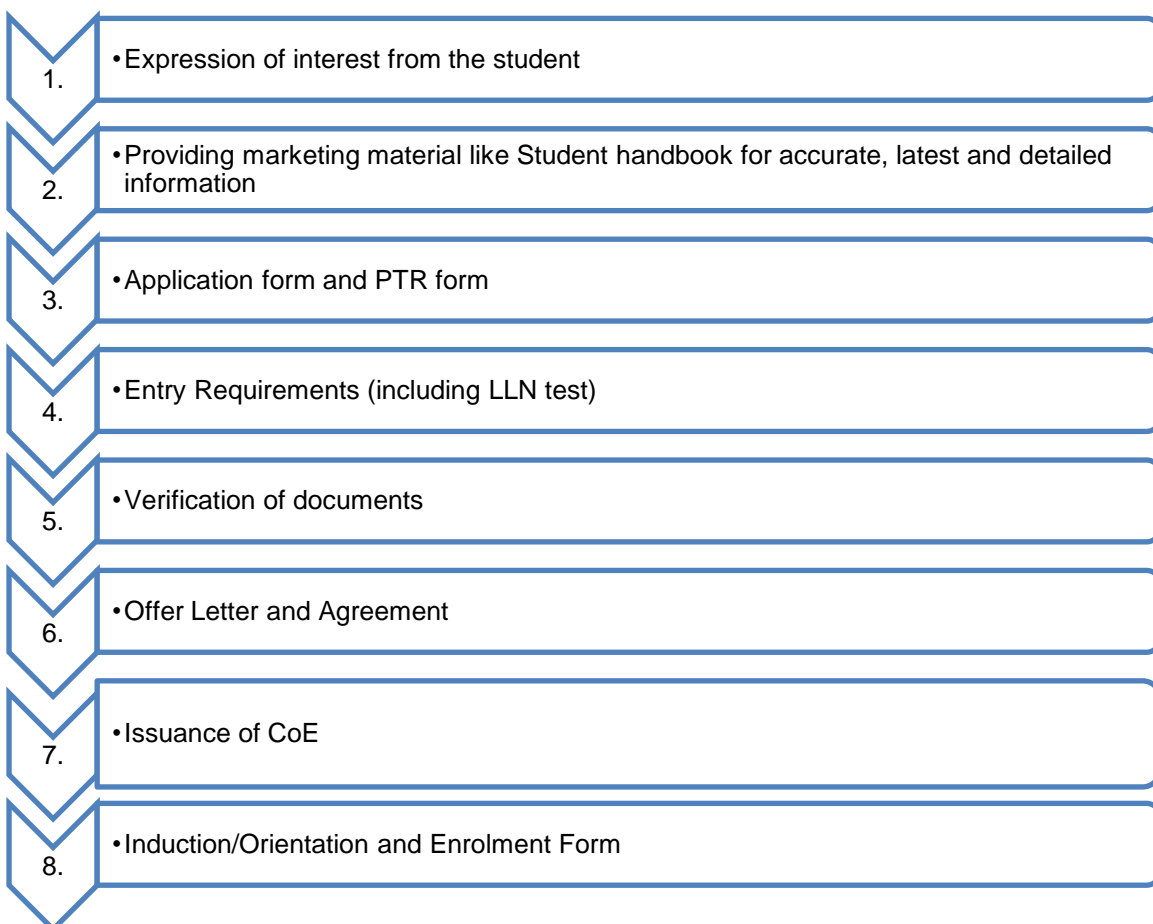 1.
•Expression of interest from the student
2.
•Providing marketing material like Student handbook for accurate, latest and detailed
information
3.
•Application form and PTR form
4.
•Entry Requirements (including LLN test)
5.
•Verification of documents
6.
•Offer Letter and Agreement
7.
•Issuance of CoE
8.
•Induction/Orientation and Enrolment Form